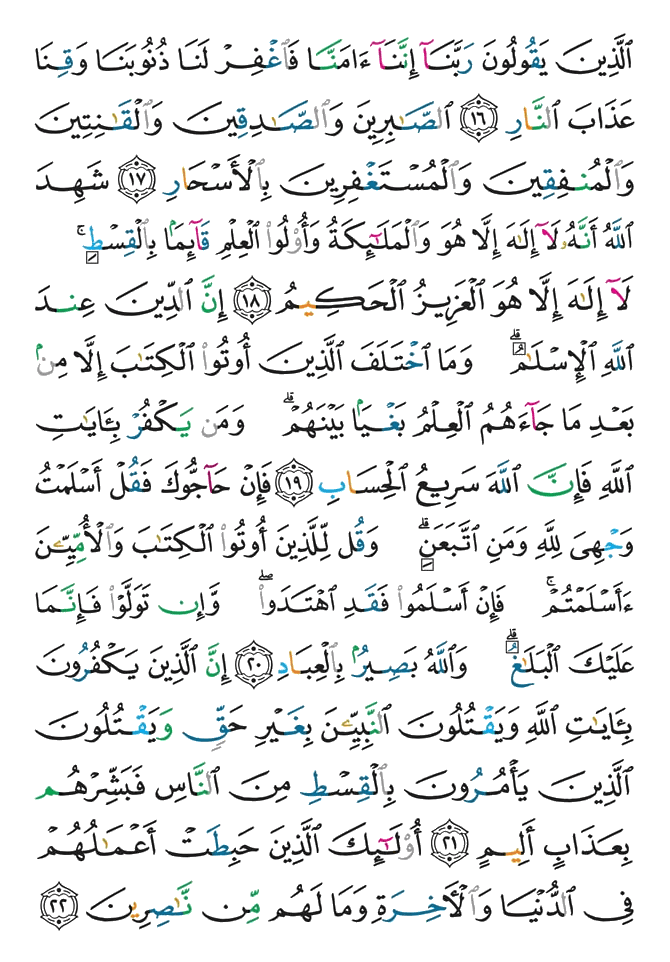 ٱلَّذِينَ يَقُولُونَ رَبَّنَآ إِنَّنَآ ءَامَنَّا فَٱغْفِرْ لَنَا ذُنُوبَنَا وَقِنَا
عَذَابَ ٱلنَّارِ ١٦ ٱلصَّٰبِرِينَ وَٱلصَّٰدِقِينَ وَٱلْقَٰنِتِينَ
وَٱلْمُنفِقِينَ وَٱلْمُسْتَغْفِرِينَ بِٱلْأَسْحَارِ ١٧ شَهِدَ
ٱللَّهُ أَنَّهُۥ لَآ إِلَٰهَ إِلَّا هُوَ وَٱلْمَلَٰٓئِكَةُ وَأُو۟لُوا۟ ٱلْعِلْمِ قَآئِمًۢا بِٱلْقِسْطِ ۚ
لَآ إِلَٰهَ إِلَّا هُوَ ٱلْعَزِيزُ ٱلْحَكِيمُ ١٨ إِنَّ ٱلدِّينَ عِندَ
ٱللَّهِ ٱلْإِسْلَٰمُ ۗ وَمَا ٱخْتَلَفَ ٱلَّذِينَ أُوتُوا۟ ٱلْكِتَٰبَ إِلَّا مِنۢ
بَعْدِ مَا جَآءَهُمُ ٱلْعِلْمُ بَغْيًۢا بَيْنَهُمْ ۗ وَمَن يَكْفُرْ بِـَٔايَٰتِ
ٱللَّهِ فَإِنَّ ٱللَّهَ سَرِيعُ ٱلْحِسَابِ ١٩ فَإِنْ حَآجُّوكَ فَقُلْ أَسْلَمْتُ
وَجْهِىَ لِلَّهِ وَمَنِ ٱتَّبَعَنِ ۗ وَقُل لِّلَّذِينَ أُوتُوا۟ ٱلْكِتَٰبَ وَٱلْأُمِّيِّـۧنَ
ءَأَسْلَمْتُمْ ۚ فَإِنْ أَسْلَمُوا۟ فَقَدِ ٱهْتَدَوا۟ ۖ وَّإِن تَوَلَّوْا۟ فَإِنَّمَا
عَلَيْكَ ٱلْبَلَٰغُ ۗ وَٱللَّهُ بَصِيرٌۢ بِٱلْعِبَادِ ٢٠ إِنَّ ٱلَّذِينَ يَكْفُرُونَ
بِـَٔايَٰتِ ٱللَّهِ وَيَقْتُلُونَ ٱلنَّبِيِّـۧنَ بِغَيْرِ حَقٍّ وَيَقْتُلُونَ
ٱلَّذِينَ يَأْمُرُونَ بِٱلْقِسْطِ مِنَ ٱلنَّاسِ فَبَشِّرْهُم
بِعَذَابٍ أَلِيمٍ ٢١ أُو۟لَٰٓئِكَ ٱلَّذِينَ حَبِطَتْ أَعْمَٰلُهُمْ
فِى ٱلدُّنْيَا وَٱلْءَاخِرَةِ وَمَا لَهُم مِّن نَّٰصِرِينَ ٢٢